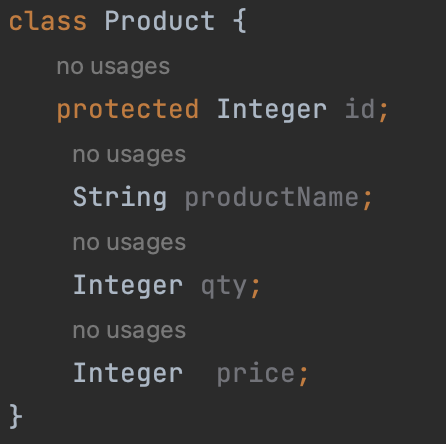 class Product {
no usages
protected Integer id;
no usages
String productName;
no usages
Integer qty;
no usages
Integer  price;
}